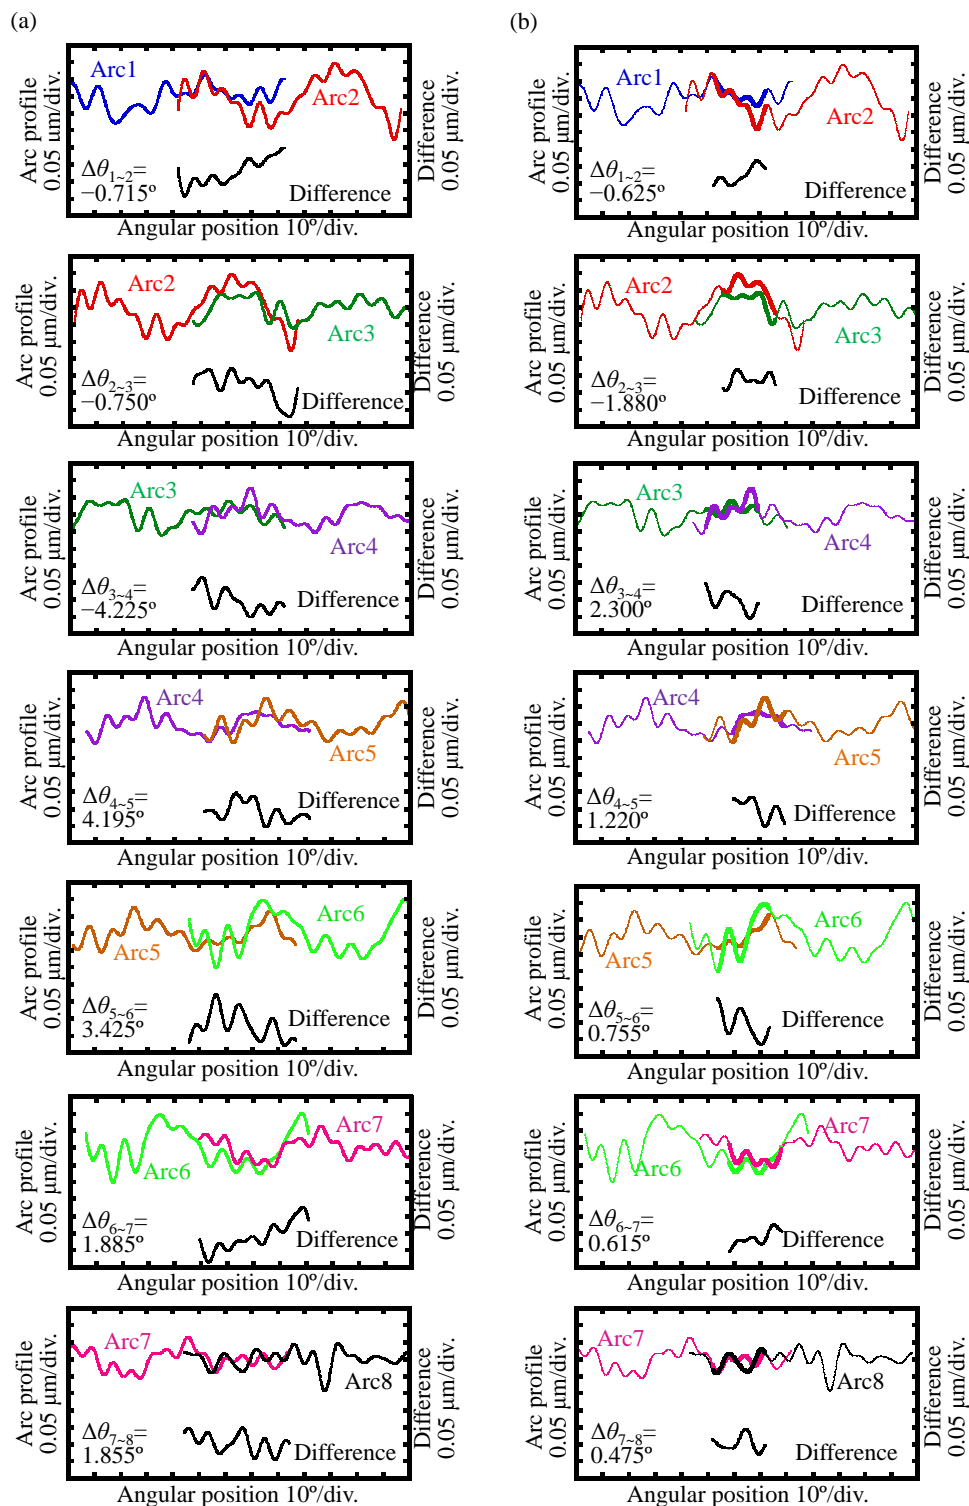 (a)
Arc profile
0.05 μm/div.
Arc1
Arc2
Δθ1~2=
−0.715º
Difference
Difference
0.05 μm/div.
Angular position 10º/div.
Arc profile
0.05 μm/div.
Arc2
Arc3
Δθ2~3=
−0.750º
Difference
Difference
0.05 μm/div.
Angular position 10º/div.
Arc profile
0.05 μm/div.
Arc3
Arc4
Δθ3~4=
−4.225º
Difference
Difference
0.05 μm/div.
Angular position 10º/div.
Arc profile
0.05 μm/div.
Arc4
Arc5
Δθ4~5=
4.195º
Difference
Difference
0.05 μm/div.
Angular position 10º/div.
Arc profile
0.05 μm/div.
Arc6
Arc5
Δθ5~6=
3.425º
Difference
Difference
0.05 μm/div.
Angular position 10º/div.
Arc profile
0.05 μm/div.
Arc7
Arc6
Δθ6~7=
1.885º
Difference
Difference
0.05 μm/div.
Angular position 10º/div.
Arc profile
0.05 μm/div.
Arc7
Arc8
Δθ7~8=
1.855º
Difference
Difference
0.05 μm/div.
Angular position 10º/div.
(b)
Arc profile
0.05 μm/div.
Arc1
Arc2
Δθ1~2=
−0.625º
Difference
Difference
0.05 μm/div.
Angular position 10º/div.
Arc profile
0.05 μm/div.
Arc2
Arc3
Δθ2~3=
−1.880º
Difference
Difference
0.05 μm/div.
Angular position 10º/div.
Arc profile
0.05 μm/div.
Arc3
Arc4
Δθ3~4=
2.300º
Difference
Difference
0.05 μm/div.
Angular position 10º/div.
Arc profile
0.05 μm/div.
Arc4
Arc5
Δθ4~5=
1.220º
Difference
Difference
0.05 μm/div.
Angular position 10º/div.
Arc profile
0.05 μm/div.
Arc6
Arc5
Δθ5~6=
0.755º
Difference
Difference
0.05 μm/div.
Angular position 10º/div.
Arc profile
0.05 μm/div.
Arc7
Arc6
Δθ6~7=
0.615º
Difference
Difference
0.05 μm/div.
Angular position 10º/div.
Arc profile
0.05 μm/div.
Arc7
Arc8
Δθ7~8=
0.475º
Difference
Difference
0.05 μm/div.
Angular position 10º/div.